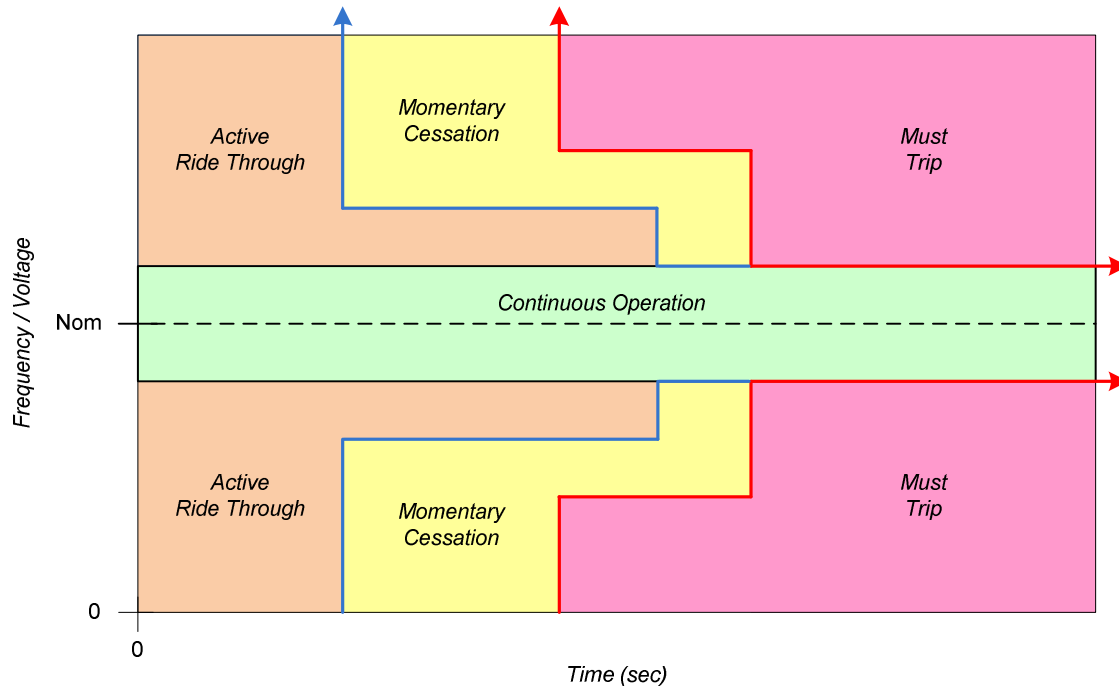 Momentary
Cessation
Active
Ride Through
Must
Trip
Frequency / Voltage
Continuous Operation
Nom
Active
Ride Through
Must
Trip
Momentary
Cessation
0
0
Time (sec)